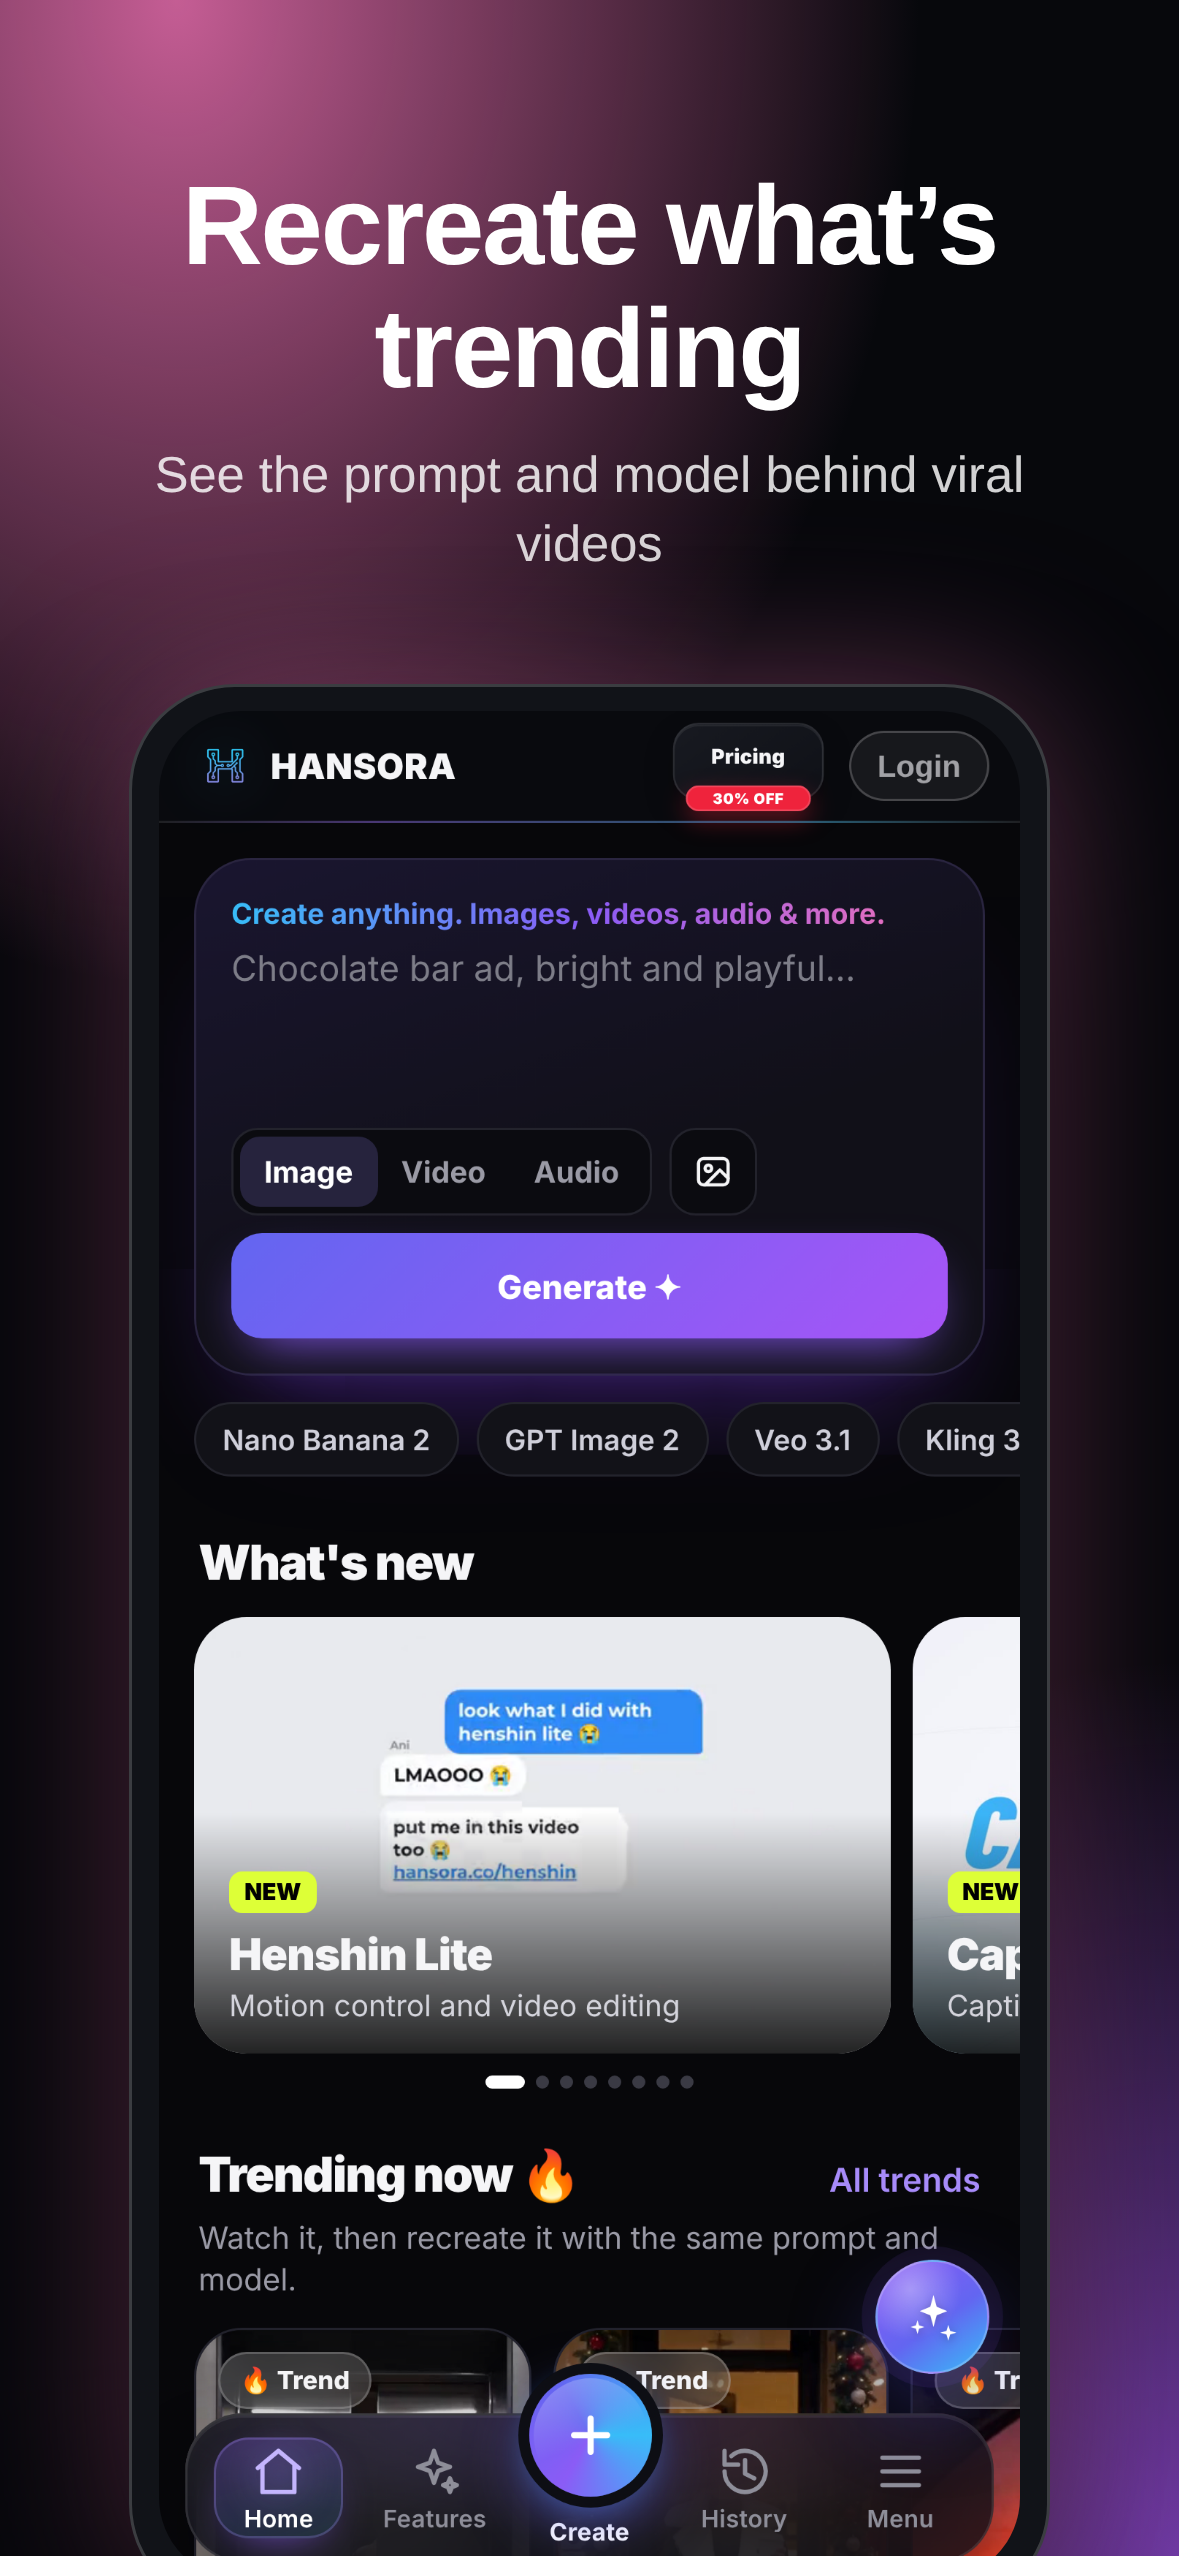 Recreate what’s
trending
See the prompt and model behind viral
videos
HANSORA
Pricing
30% OFF
Login
Create anything. Images, videos, audio & more.
Chocolate bar ad, bright and playful...
Image Video Audio
Generate ✦
Nano Banana 2 GPT Image 2 Veo 3.1 Kling 3
What's new
look what I did with
henshin lite 😭
Ani
LMAOOO 😭
put me in this video
too 😭
hansora.co/henshin
NEW
Henshin Lite
Motion control and video editing
NEW
Trending now 🔥
All trends
Watch it, then recreate it with the same prompt and
model.
🔥 Trend
Trend
Home
Features
Create
History
Menu